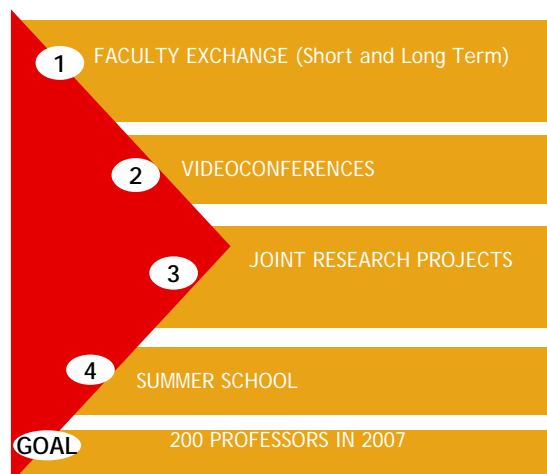 1 FACULTY EXCHANGE (Short and Long Term)
2 VIDEOCONFERENCES
3 JOINT RESEARCH PROJECTS
4 SUMMER SCHOOL
GOAL 200 PROFESSORS IN 2007